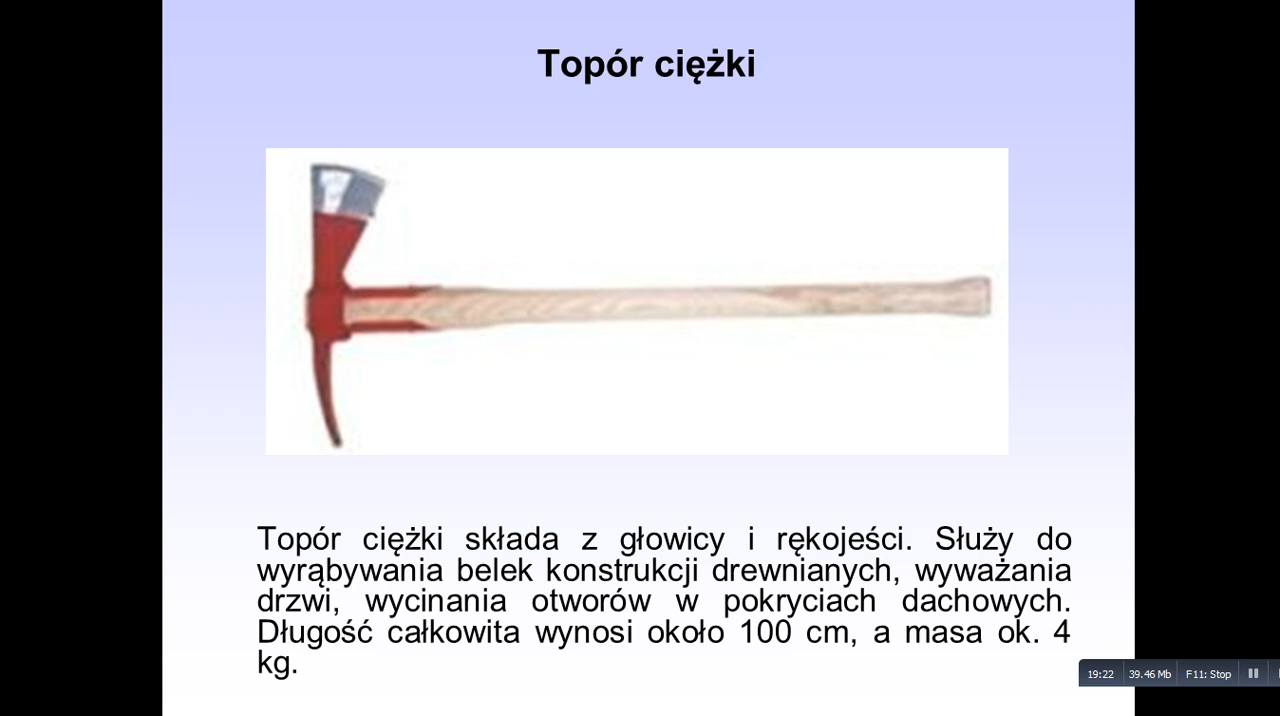 Topór ciężki
Topór ciężki składa z głowicy i rękojeści. Służy do
wyrąbywania belek konstrukcji drewnianych, wyważania
drzwi, wycinania otworów w pokryciach dachowych.
Długość całkowita wynosi około 100 cm, a masa ok. 4
kg.
19:22 39.46 Mb F11: Stop